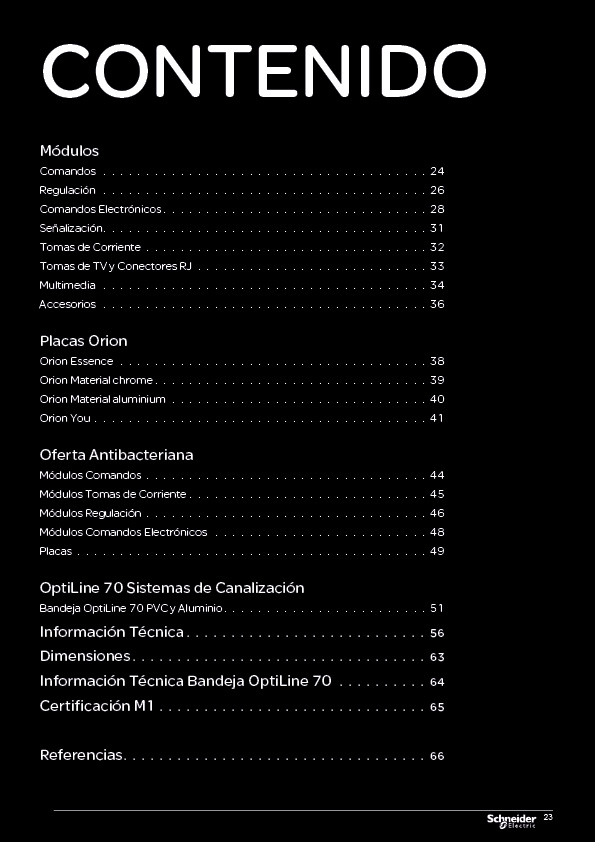 CONTENIDO
Módulos
Comandos . . . . . . . . . . . . . . . . . . . . . . . . . . . . . . . . . . . . . . . 24
Regulación . . . . . . . . . . . . . . . . . . . . . . . . . . . . . . . . . . . . . . . 26
Comandos Electrónicos . . . . . . . . . . . . . . . . . . . . . . . . . . . . . . . . 28
Señalización. . . . . . . . . . . . . . . . . . . . . . . . . . . . . . . . . . . . . . . 31
Tomas de Corriente . . . . . . . . . . . . . . . . . . . . . . . . . . . . . . . . . . 32
Tomas de TV y Conectores RJ . . . . . . . . . . . . . . . . . . . . . . . . . . . . 33
Multimedia . . . . . . . . . . . . . . . . . . . . . . . . . . . . . . . . . . . . . . . 34
Accesorios . . . . . . . . . . . . . . . . . . . . . . . . . . . . . . . . . . . . . . . 36
Placas Orion
Orion Essence . . . . . . . . . . . . . . . . . . . . . . . . . . . . . . . . . . . . . 38
Orion Material chrome . . . . . . . . . . . . . . . . . . . . . . . . . . . . . . . . . 39
Orion Material aluminium . . . . . . . . . . . . . . . . . . . . . . . . . . . . . . . 40
Orion You . . . . . . . . . . . . . . . . . . . . . . . . . . . . . . . . . . . . . . . . 41
Oferta Antibacteriana
Módulos Comandos . . . . . . . . . . . . . . . . . . . . . . . . . . . . . . . . . . 44
Módulos Tomas de Corriente . . . . . . . . . . . . . . . . . . . . . . . . . . . . . 45
Módulos Regulación . . . . . . . . . . . . . . . . . . . . . . . . . . . . . . . . . . 46
Módulos Comandos Electrónicos . . . . . . . . . . . . . . . . . . . . . . . . . . 48
Placas . . . . . . . . . . . . . . . . . . . . . . . . . . . . . . . . . . . . . . . . . . 49
OptiLine 70 Sistemas de Canalización
Bandeja OptiLine 70 PVC y Aluminio . . . . . . . . . . . . . . . . . . . . . . . . . 51
Información Técnica . . . . . . . . . . . . . . . . . . . . . . . . . . . 56
Dimensiones . . . . . . . . . . . . . . . . . . . . . . . . . . . . . . . . . 63
Información Técnica Bandeja OptiLine 70 . . . . . . . . . . 64
Certificación M1 . . . . . . . . . . . . . . . . . . . . . . . . . . . . . . 65
Referencias. . . . . . . . . . . . . . . . . . . . . . . . . . . . . . . . . . 66
Schneider Electric 23